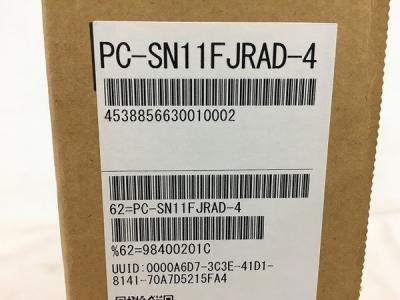 PC-SN11FJRAD-4
4538856630010002
62=PC-SN11FJRAD-4
%62=98400201C
UUID:0000A6D7-3C3E-41D1-
8141-70A7D5215FA4